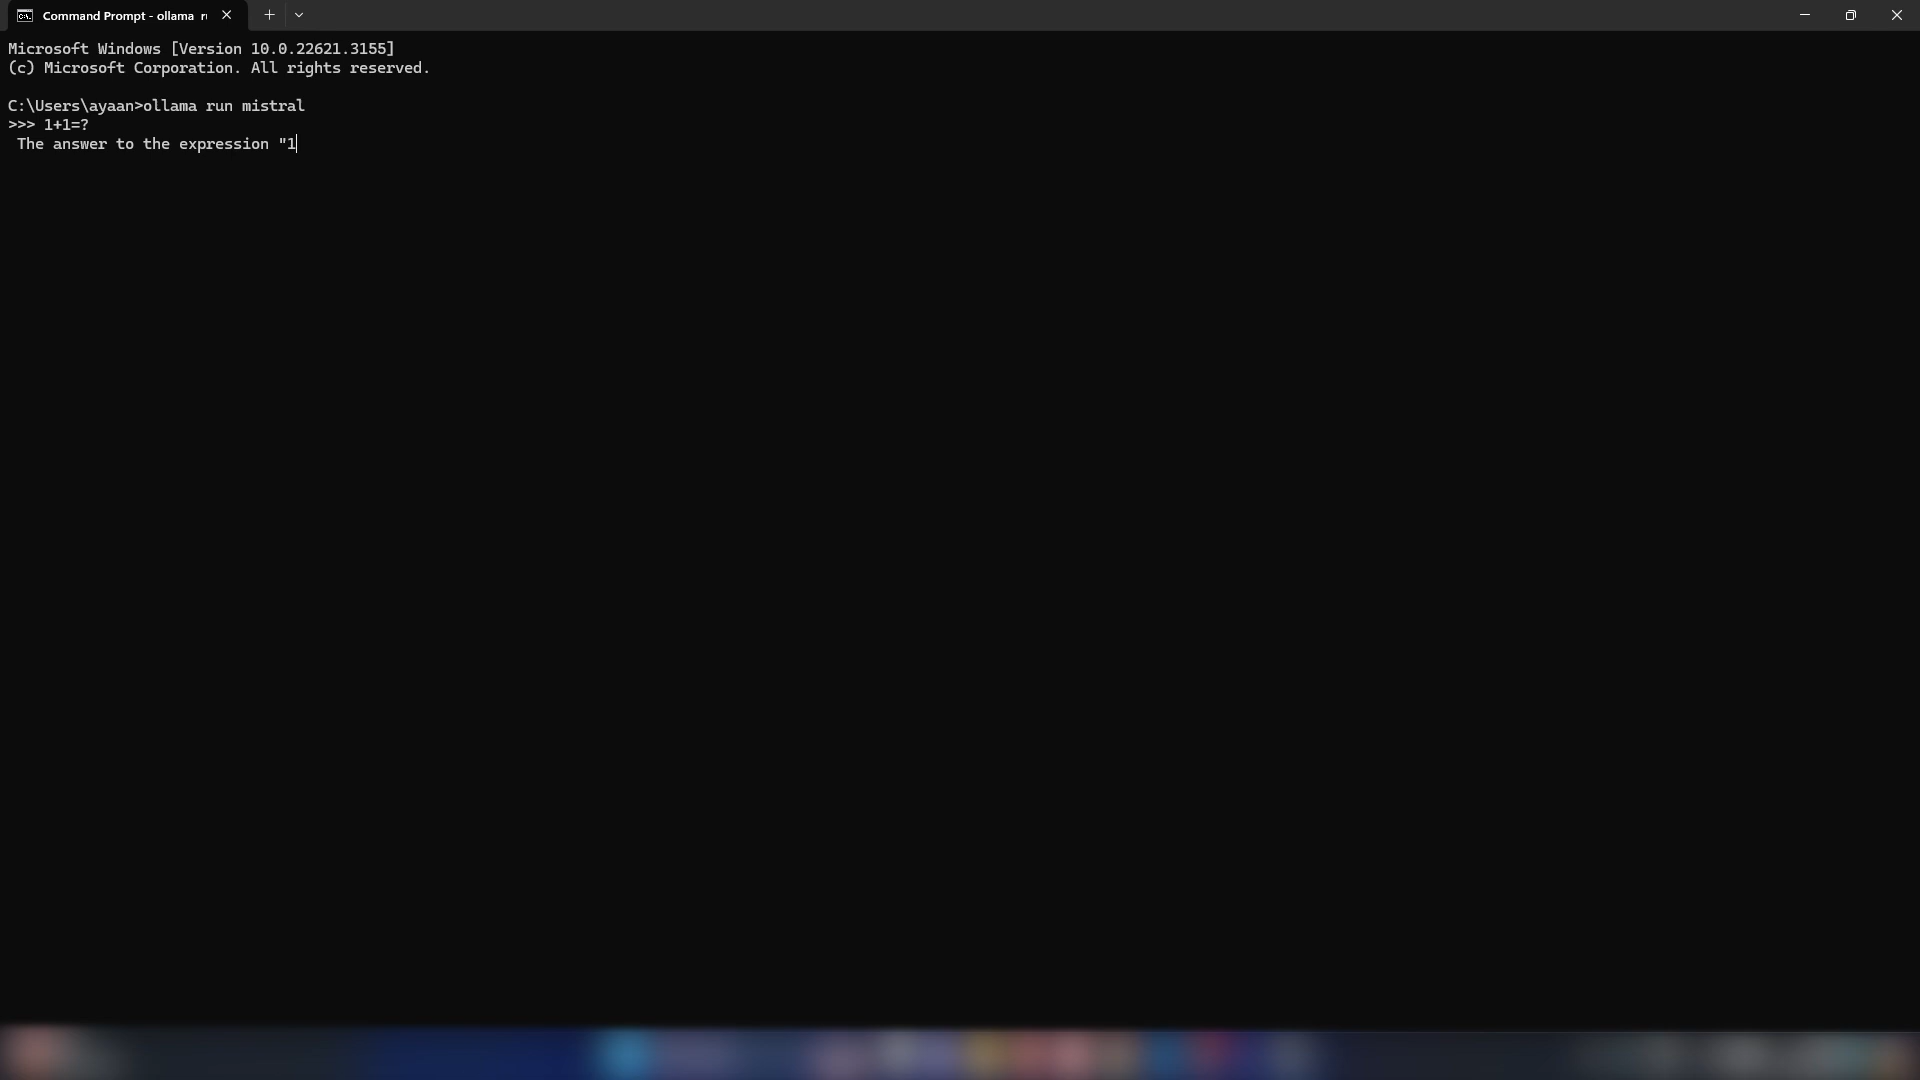 Command Prompt - ollama r
Microsoft Windows [Version 10.0.22621.3155]
(c) Microsoft Corporation. All rights reserved.
C:\Users\ayaan>ollama run mistral
>>> 1+1=?
The answer to the expression "1